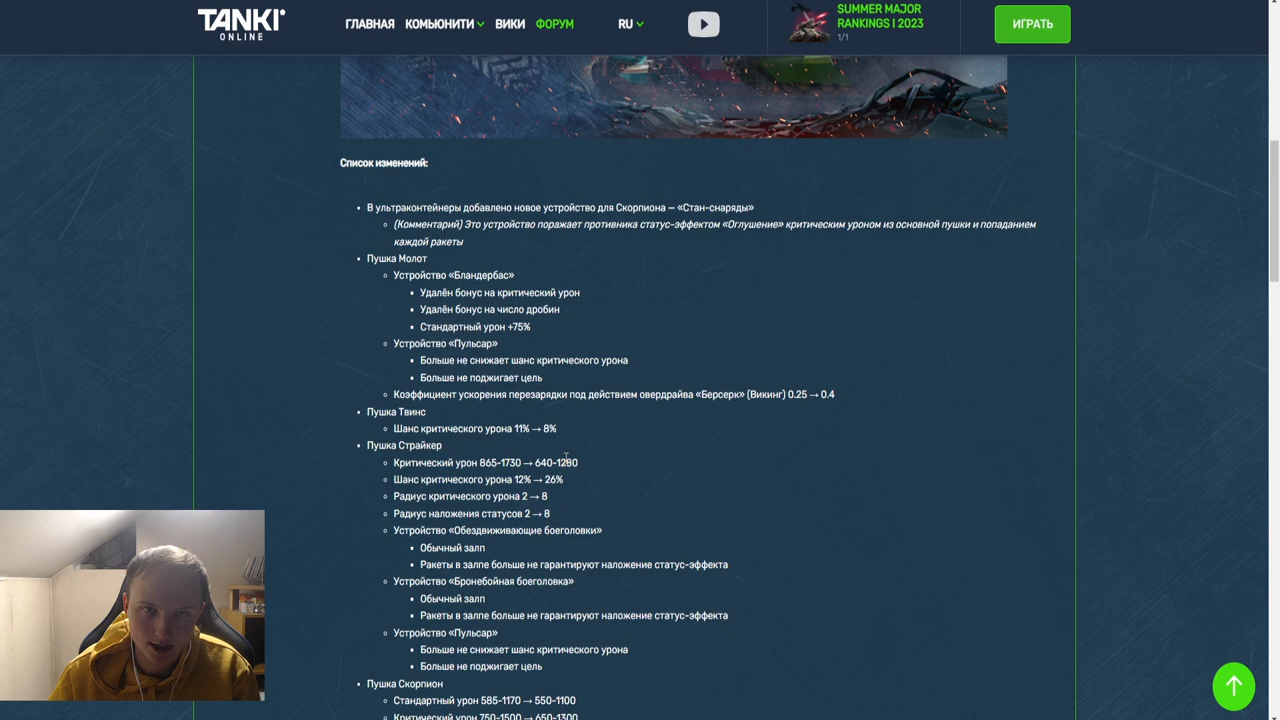 TANKI
ONLINE
ГЛАВНАЯ
КОМЬЮНИТИ
ВИКИ
ФОРУМ
RU
SUMMER MAJOR
RANKINGS I 2023
1/1
ИГРАТЬ
Список изменений:
В ультраконтейнеры добавлено новое устройство для Скорпиона — «Стан-снаряды»
(Комментарий) Это устройство поражает противника статус-эффектом «Оглушение» критическим уроном из основной пушки и попаданием
каждой ракеты
Пушка Молот
Устройство «Бландербас»
Удалён бонус на критический урон
Удалён бонус на число дробин
Стандартный урон +75%
Устройство «Пульсар»
Больше не снижает шанс критического урона
Больше не поджигает цель
Коэффициент ускорения перезарядки под действием овердрайва «Берсерк» (Викинг) 0.25 → 0.4
Пушка Твинс
Шанс критического урона 11% → 8%
Пушка Страйкер
Критический урон 865-1730 → 640-1280
Шанс критического урона 12% → 26%
Радиус критического урона 2 → 8
Радиус наложения статусов 2 → 8
Устройство «Обездвиживающие боеголовки»
Обычный залп
Ракеты в залпе больше не гарантируют наложение статус-эффекта
Устройство «Бронебойная боеголовка»
Обычный залп
Ракеты в залпе больше не гарантируют наложение статус-эффекта
Устройство «Пульсар»
Больше не снижает шанс критического урона
Больше не поджигает цель
Пушка Скорпион
Стандартный урон 585-1170 → 550-1100
Критический урон 750-1500 → 650-1300